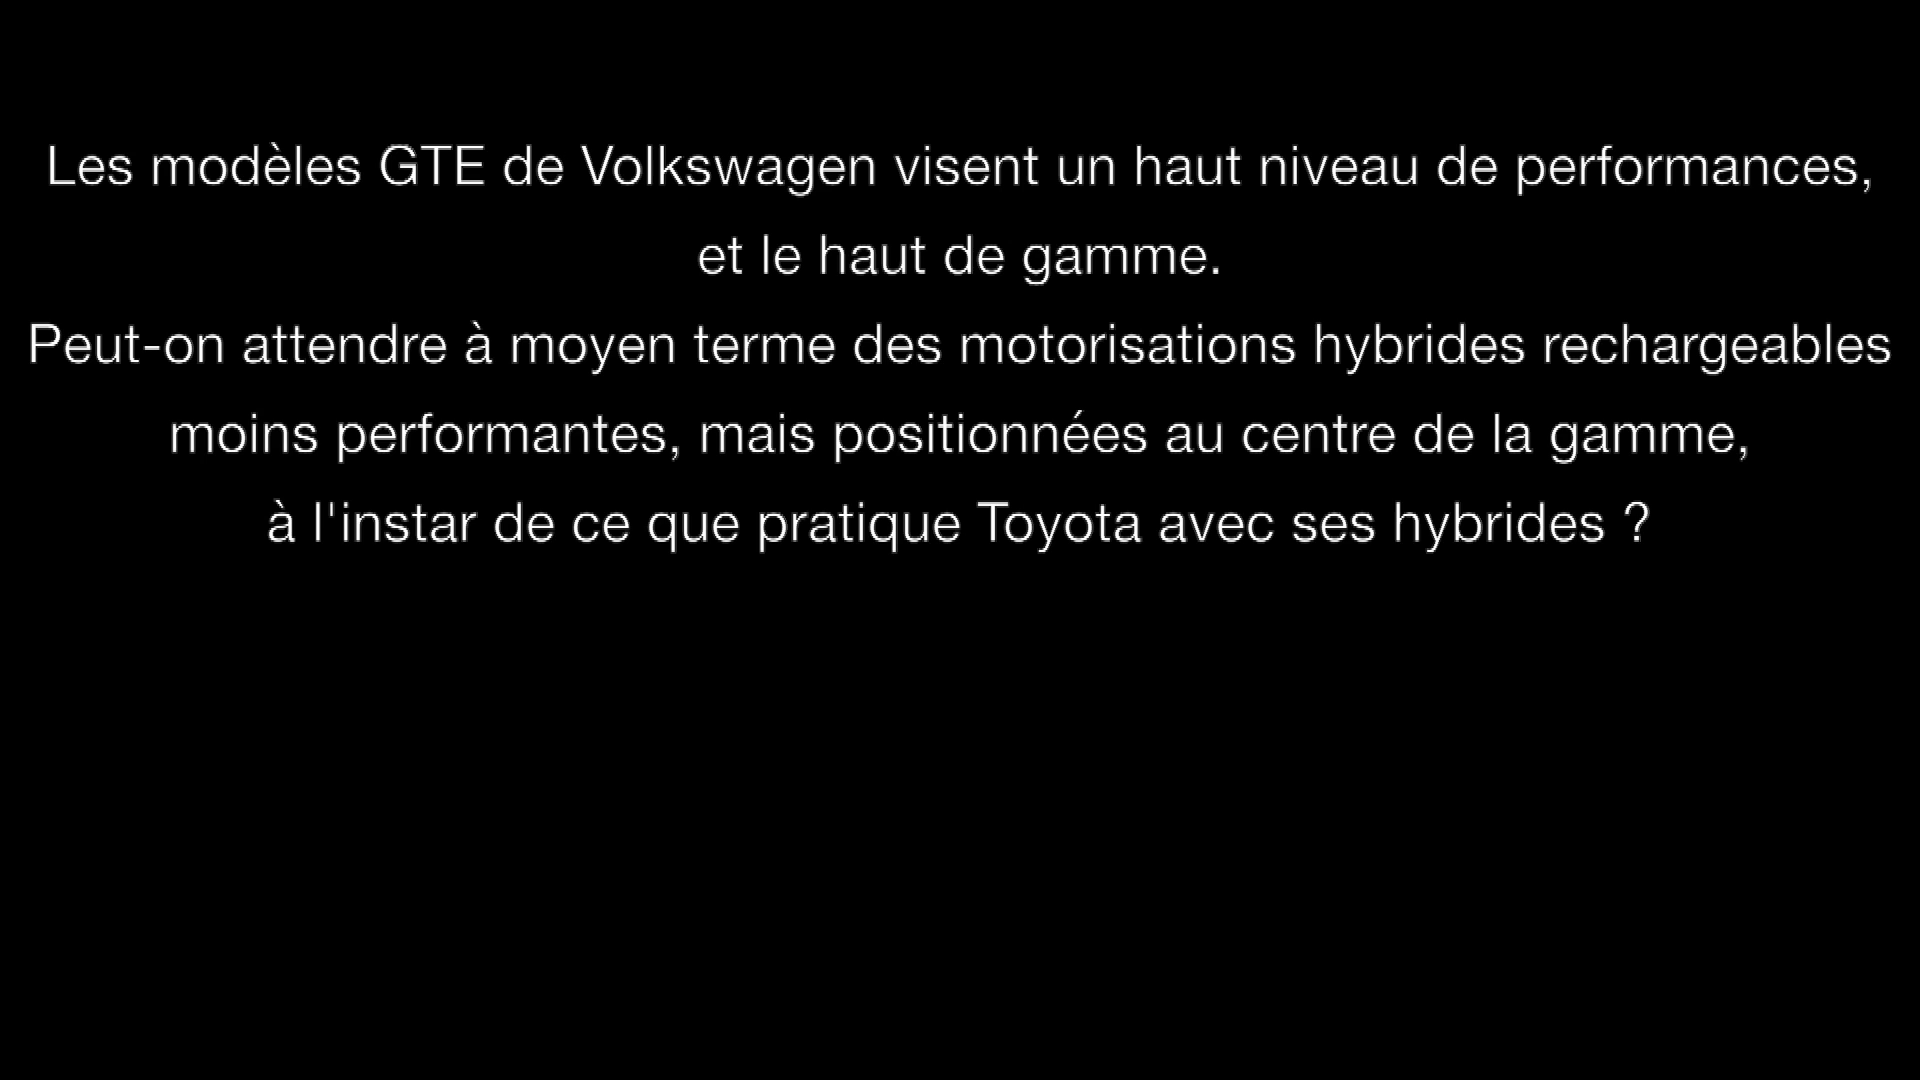 Les modèles GTE de Volkswagen visent un haut niveau de performances,
et le haut de gamme.
Peut-on attendre à moyen terme des motorisations hybrides rechargeables
moins performantes, mais positionnées au centre de la gamme,
à l'instar de ce que pratique Toyota avec ses hybrides ?